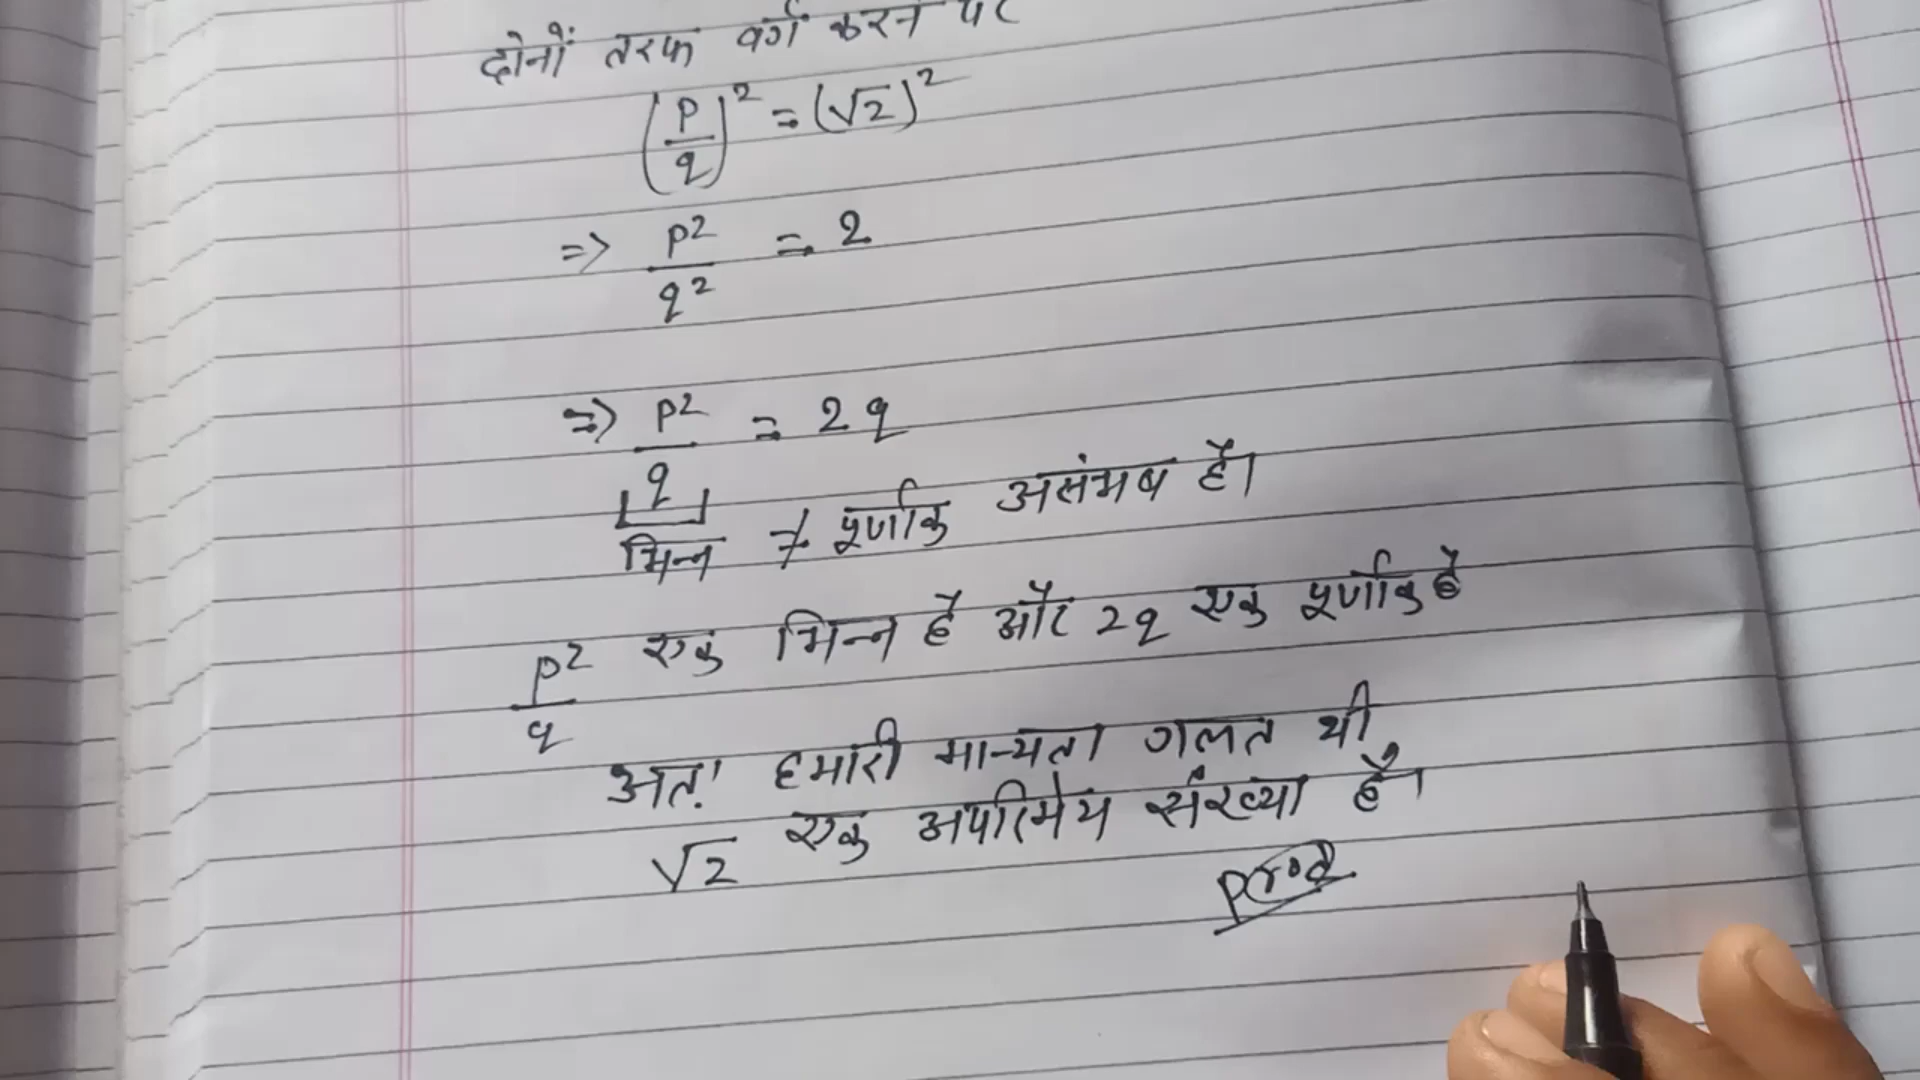 दोनों तरफ वर्ग करने पर
(p/q)² = (√2)²
=> p²/q² = 2
=> p²/q = 2q
भिन्न ≠ पूर्णांक असंभव है।
p²/q एक भिन्न है और 2q एक पूर्णांक है
अतः हमारी मान्यता गलत थी
√2 एक अपरिमेय संख्या है।